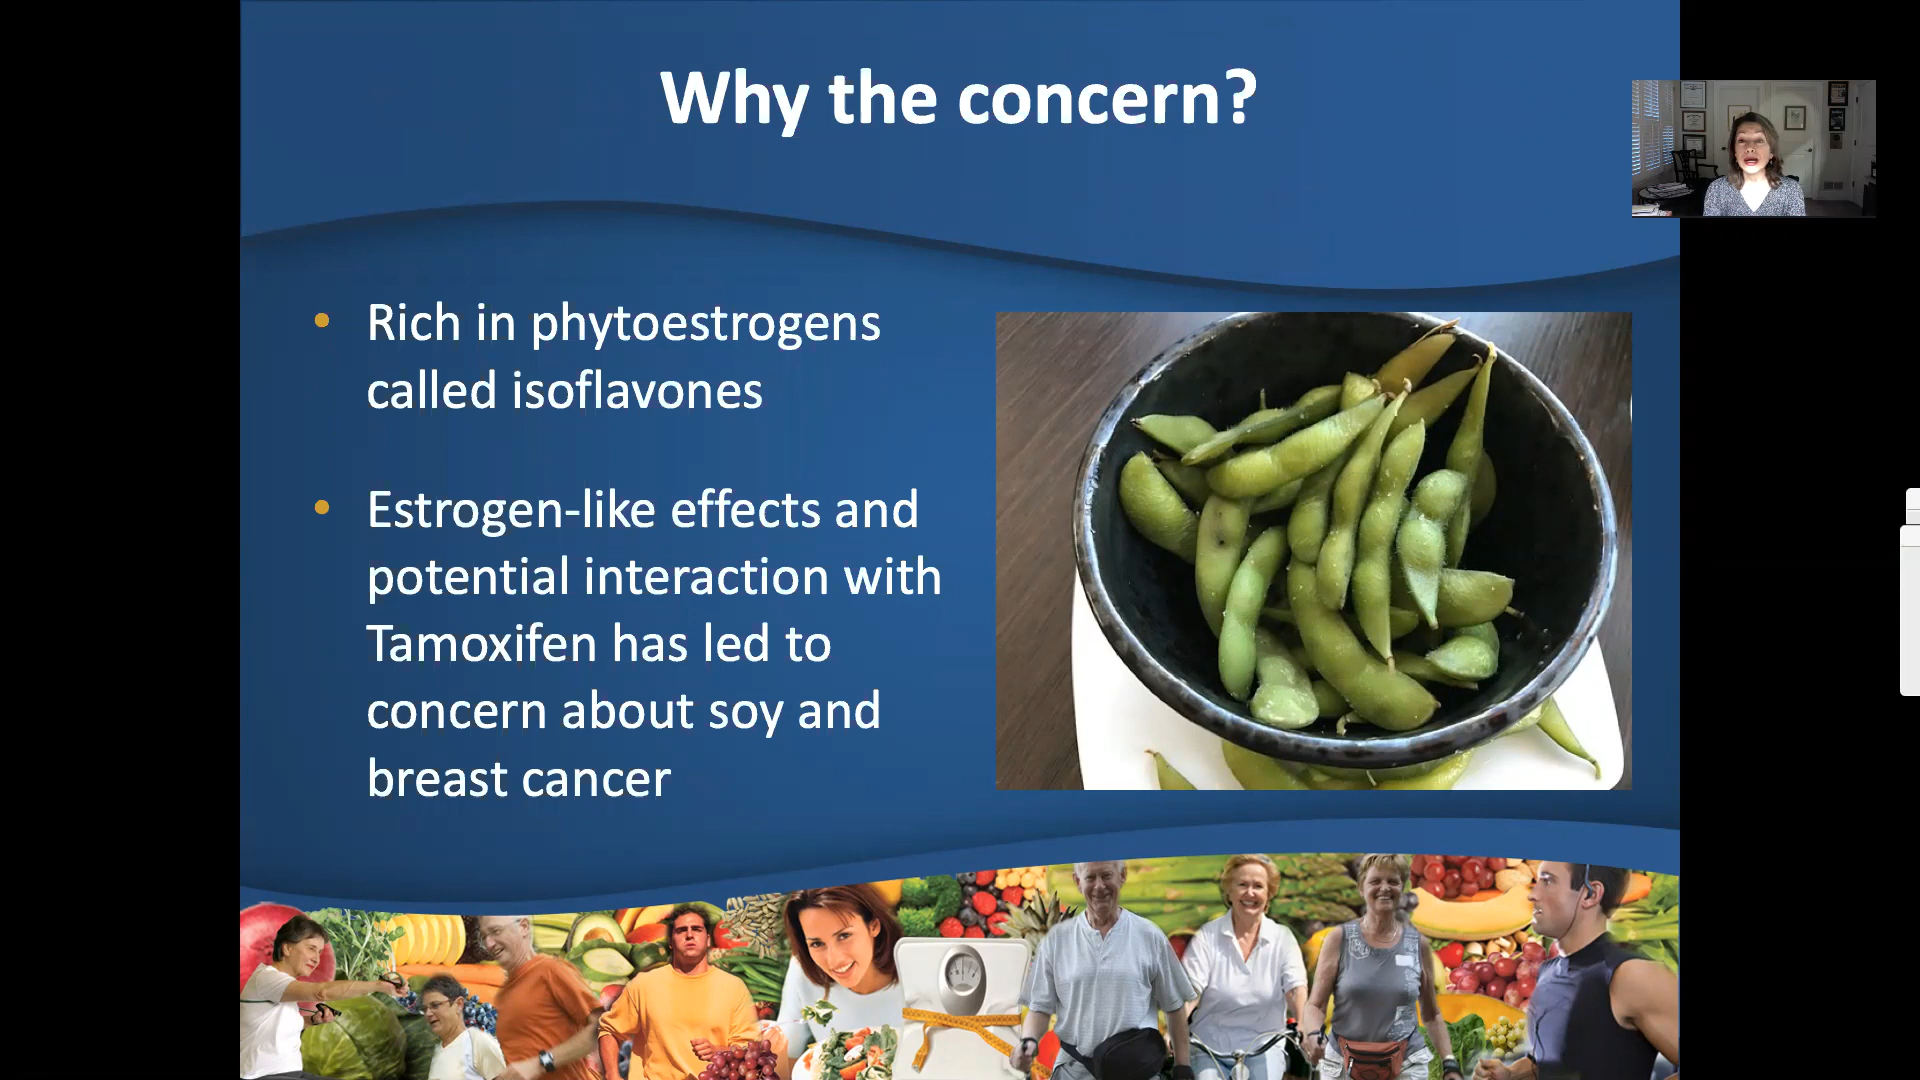 Why the concern?
• Rich in phytoestrogens
called isoflavones
• Estrogen-like effects and
potential interaction with
Tamoxifen has led to
concern about soy and
breast cancer